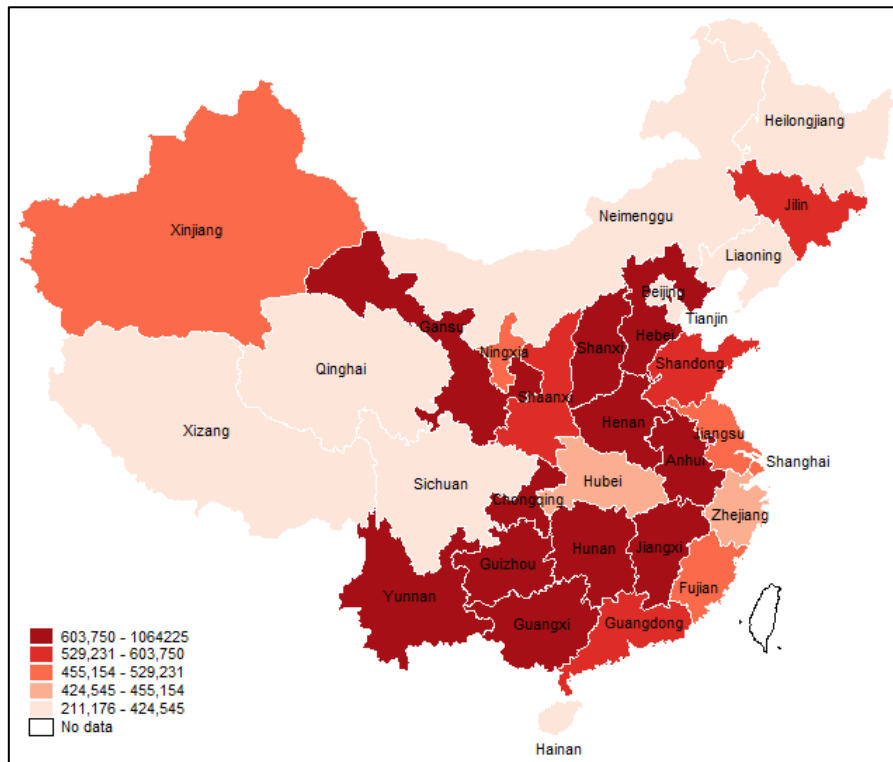 Heilongjiang
Jilin
Neimenggu
Xinjiang
Liaoning
Beijing
Tianjin
Gansu
Hebei
Ningxia
Shanxi
Shandong
Qinghai
Shaanxi
Henan
Xizang
Jiangsu
Anhui
Shanghai
Sichuan
Hubei
Chongqing
Zhejiang
Hunan
Jiangxi
Guizhou
Fujian
Yunnan
Guangxi
Guangdong
603,750 - 1064225
529,231 - 603,750
455,154 - 529,231
424,545 - 455,154
211,176 - 424,545
No data
Hainan